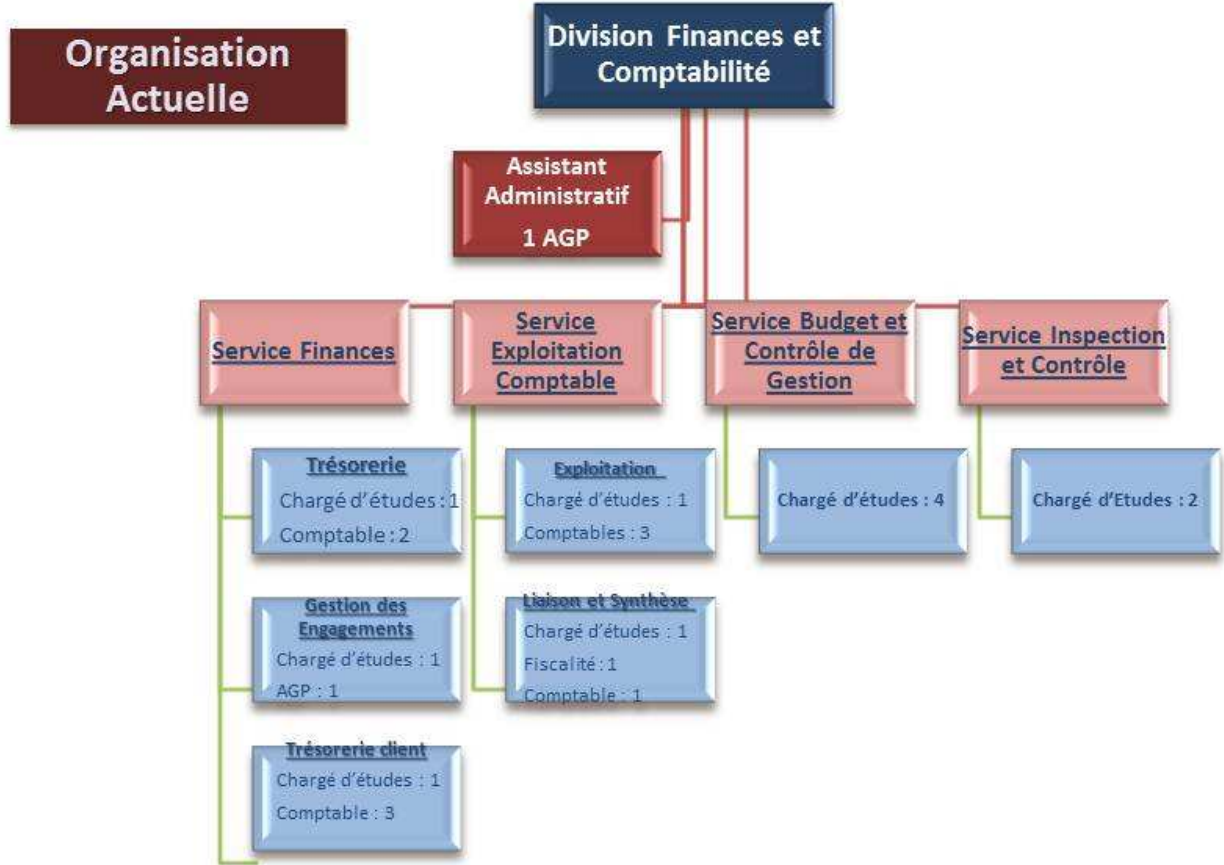 Organisation
Actuelle
Division Finances et
Comptabilité
Assistant
Administratif
1 AGP
Service Finances
Service
Exploitation
Comptable
Service Budget et
Contrôle de
Gestion
Service Inspection
et Contrôle
Trésorerie
Chargé d'études : 1
Comptable : 2
Exploitation
Chargé d'études : 1
Comptables : 3
Chargé d'études : 4
Chargé d'Etudes : 2
Gestion des
Engagements
Chargé d'études : 1
AGP : 1
Liaison et Synthèse
Chargé d'études : 1
Fiscalité : 1
Comptable : 1
Trésorerie client
Chargé d'études : 1
Comptable : 3